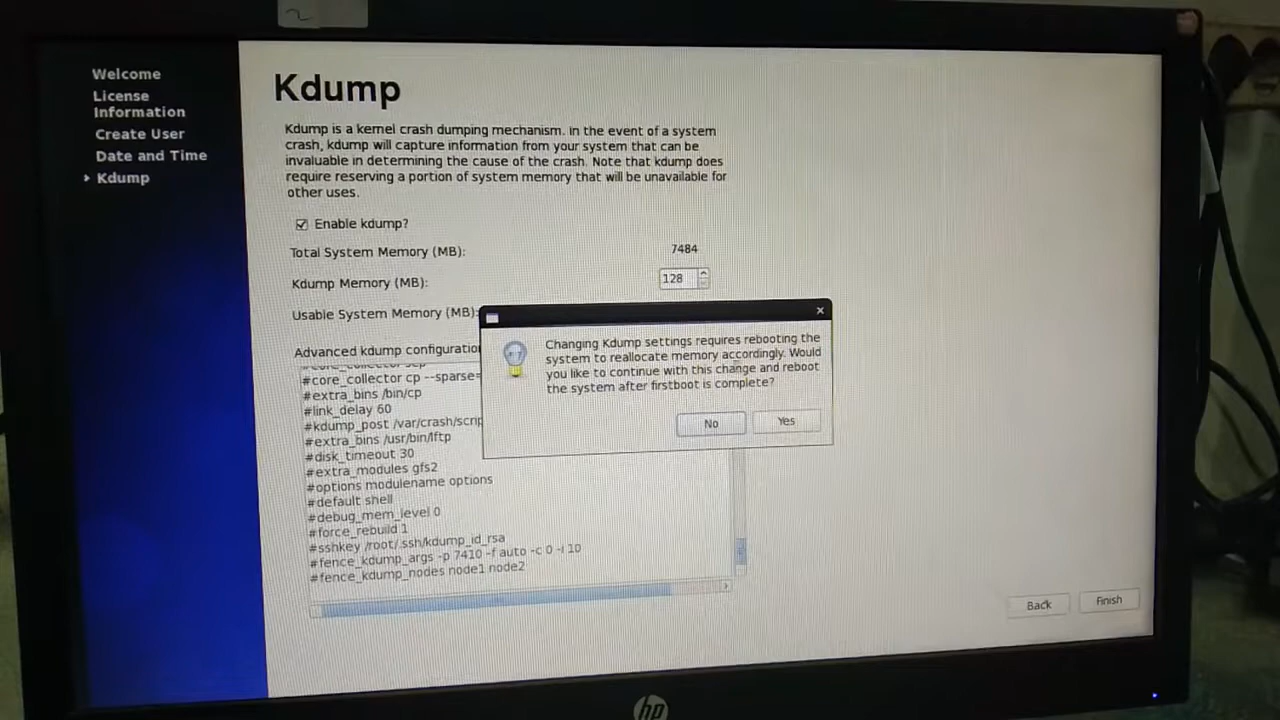 Welcome
License
Information
Create User
Date and Time
Kdump
Kdump
Kdump is a kernel crash dumping mechanism. In the event of a system
crash, kdump will capture information from your system that can be
invaluable in determining the cause of the crash. Note that kdump does
require reserving a portion of system memory that will be unavailable for
other uses.
Enable kdump?
Total System Memory (MB): 7484
Kdump Memory (MB): 128
Usable System Memory (MB):
Advanced kdump configuration
#core_collector cp --sparse=
#extra_bins /bin/cp
#link_delay 60
#kdump_post /var/crash/scrip
#extra_bins /usr/bin/lftp
#disk_timeout 30
#extra_modules gfs2
#options modulename options
#default shell
#debug_mem_level 0
#force_rebuild 1
#sshkey /root/.ssh/kdump_id_rsa
#fence_kdump_args -p 7410 -f auto -c 0 -i 10
#fence_kdump_nodes node1 node2
Changing Kdump settings requires rebooting the
system to reallocate memory accordingly. Would
you like to continue with this change and reboot
the system after firstboot is complete?
No Yes
Back Finish
hp